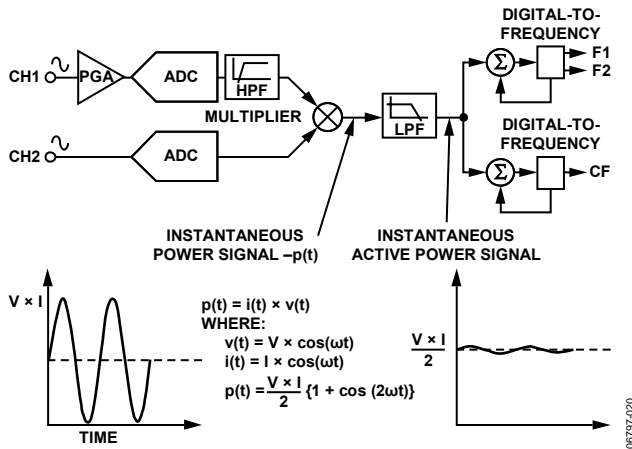 DIGITAL-TO-
FREQUENCY
CH1
PGA
ADC
HPF
Σ
F1
F2
MULTIPLIER
LPF
CH2
ADC
DIGITAL-TO-
FREQUENCY
Σ
CF
INSTANTANEOUS
POWER SIGNAL –p(t)
INSTANTANEOUS
ACTIVE POWER SIGNAL
V × I
TIME
p(t) = i(t) × v(t)
WHERE:
v(t) = V × cos(ωt)
i(t) = I × cos(ωt)
p(t) = V × I / 2 {1 + cos (2ωt)}
V × I
2
06797-020